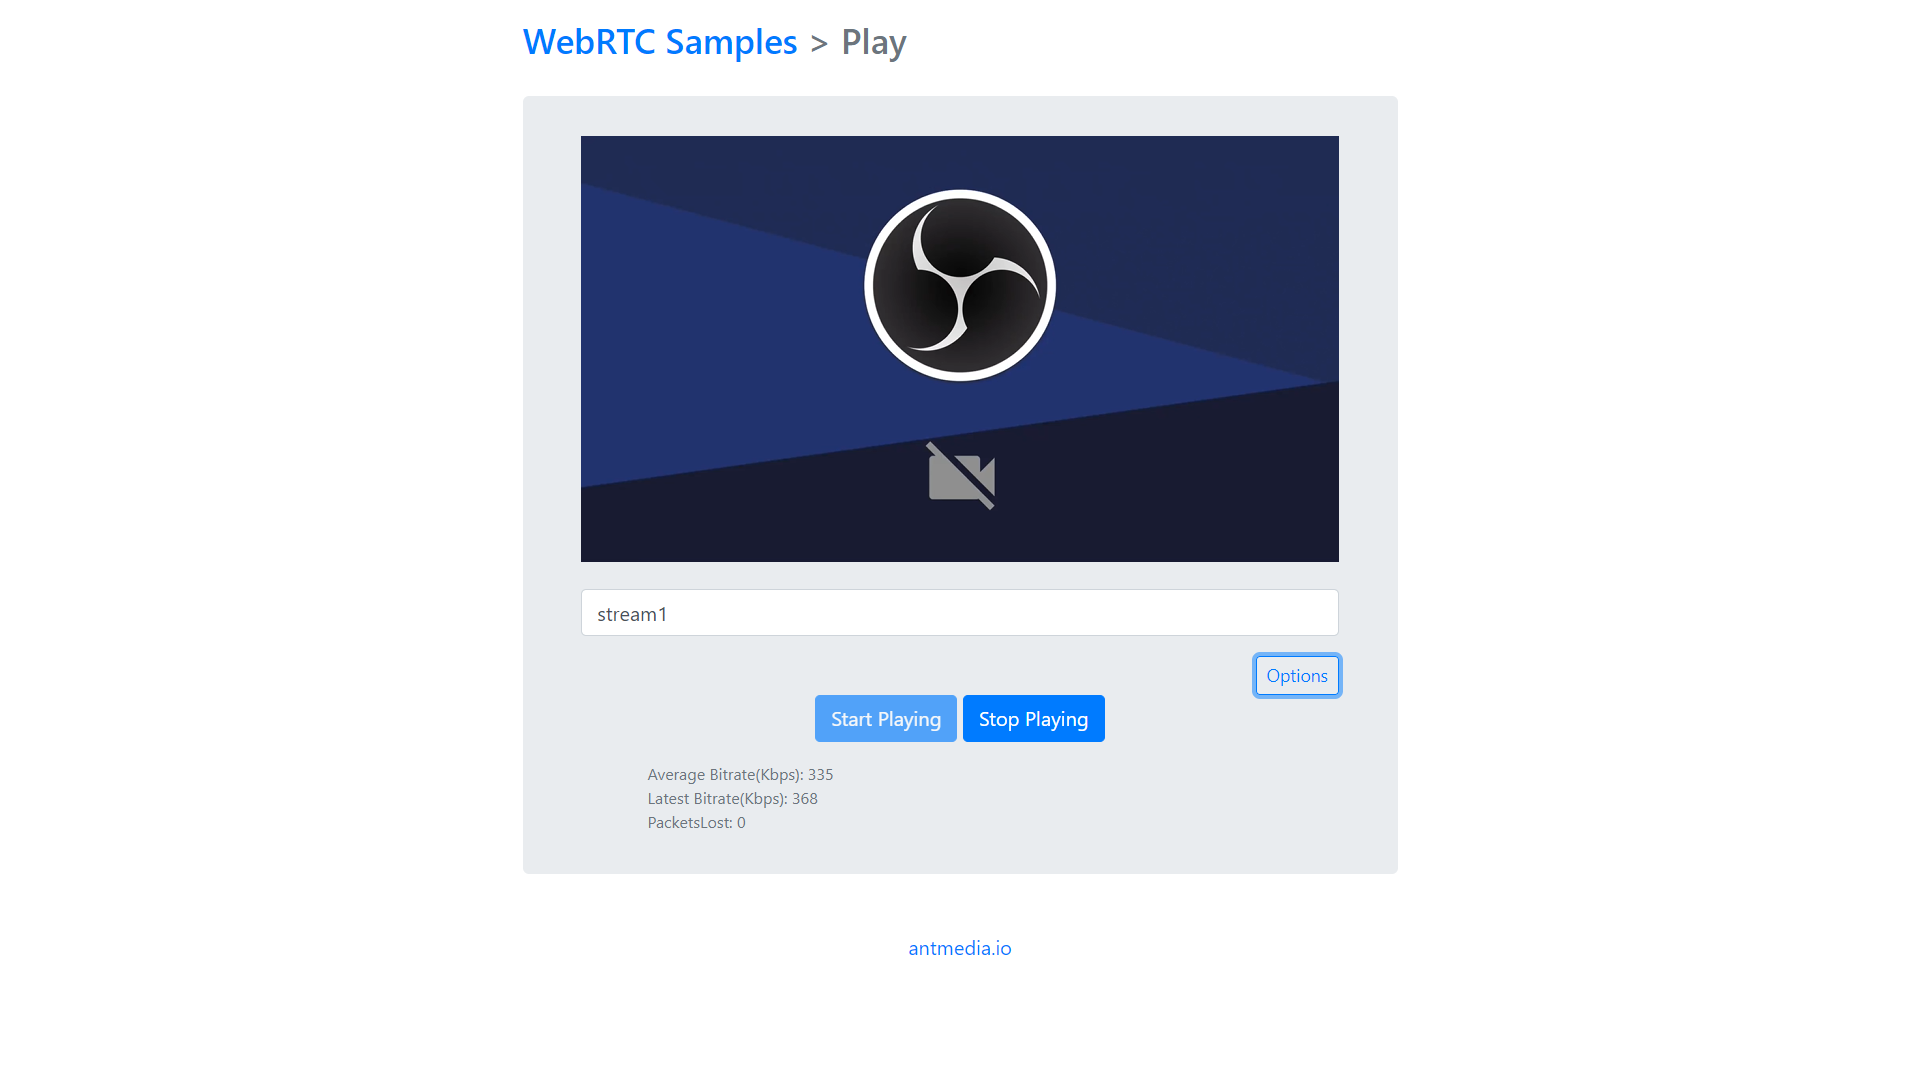 WebRTC Samples > Play
stream1
Options
Start Playing Stop Playing
Average Bitrate(Kbps): 335
Latest Bitrate(Kbps): 368
PacketsLost: 0
antmedia.io